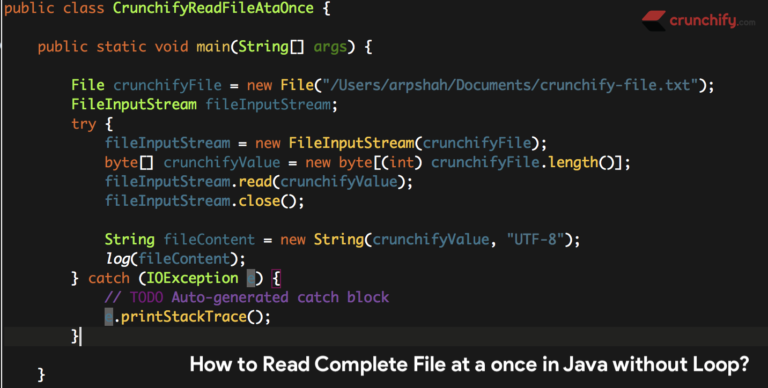 public class CrunchifyReadFileAtaOnce {
crunchify.com
public static void main(String[] args) {
File crunchifyFile = new File("/Users/arpshah/Documents/crunchify-file.txt");
FileInputStream fileInputStream;
try {
fileInputStream = new FileInputStream(crunchifyFile);
byte[] crunchifyValue = new byte[(int) crunchifyFile.length()];
fileInputStream.read(crunchifyValue);
fileInputStream.close();
String fileContent = new String(crunchifyValue, "UTF-8");
log(fileContent);
} catch (IOException e) {
// TODO Auto-generated catch block
e.printStackTrace();
}
How to Read Complete File at a once in Java without Loop?
}